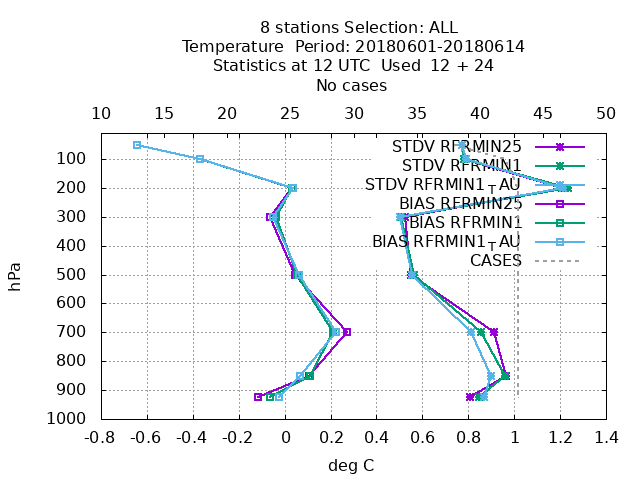 8 stations Selection: ALL
Temperature  Period: 20180601-20180614
Statistics at 12 UTC  Used  12 + 24
No cases
10 15 20 25 30 35 40 45 50
STDV RFRMIN25
STDV RFRMIN1
STDV RFRMIN1TAU
BIAS RFRMIN25
BIAS RFRMIN1
BIAS RFRMIN1TAU
CASES
hPa
100
200
300
400
500
600
700
800
900
1000
-0.8 -0.6 -0.4 -0.2 0 0.2 0.4 0.6 0.8 1 1.2 1.4
deg C